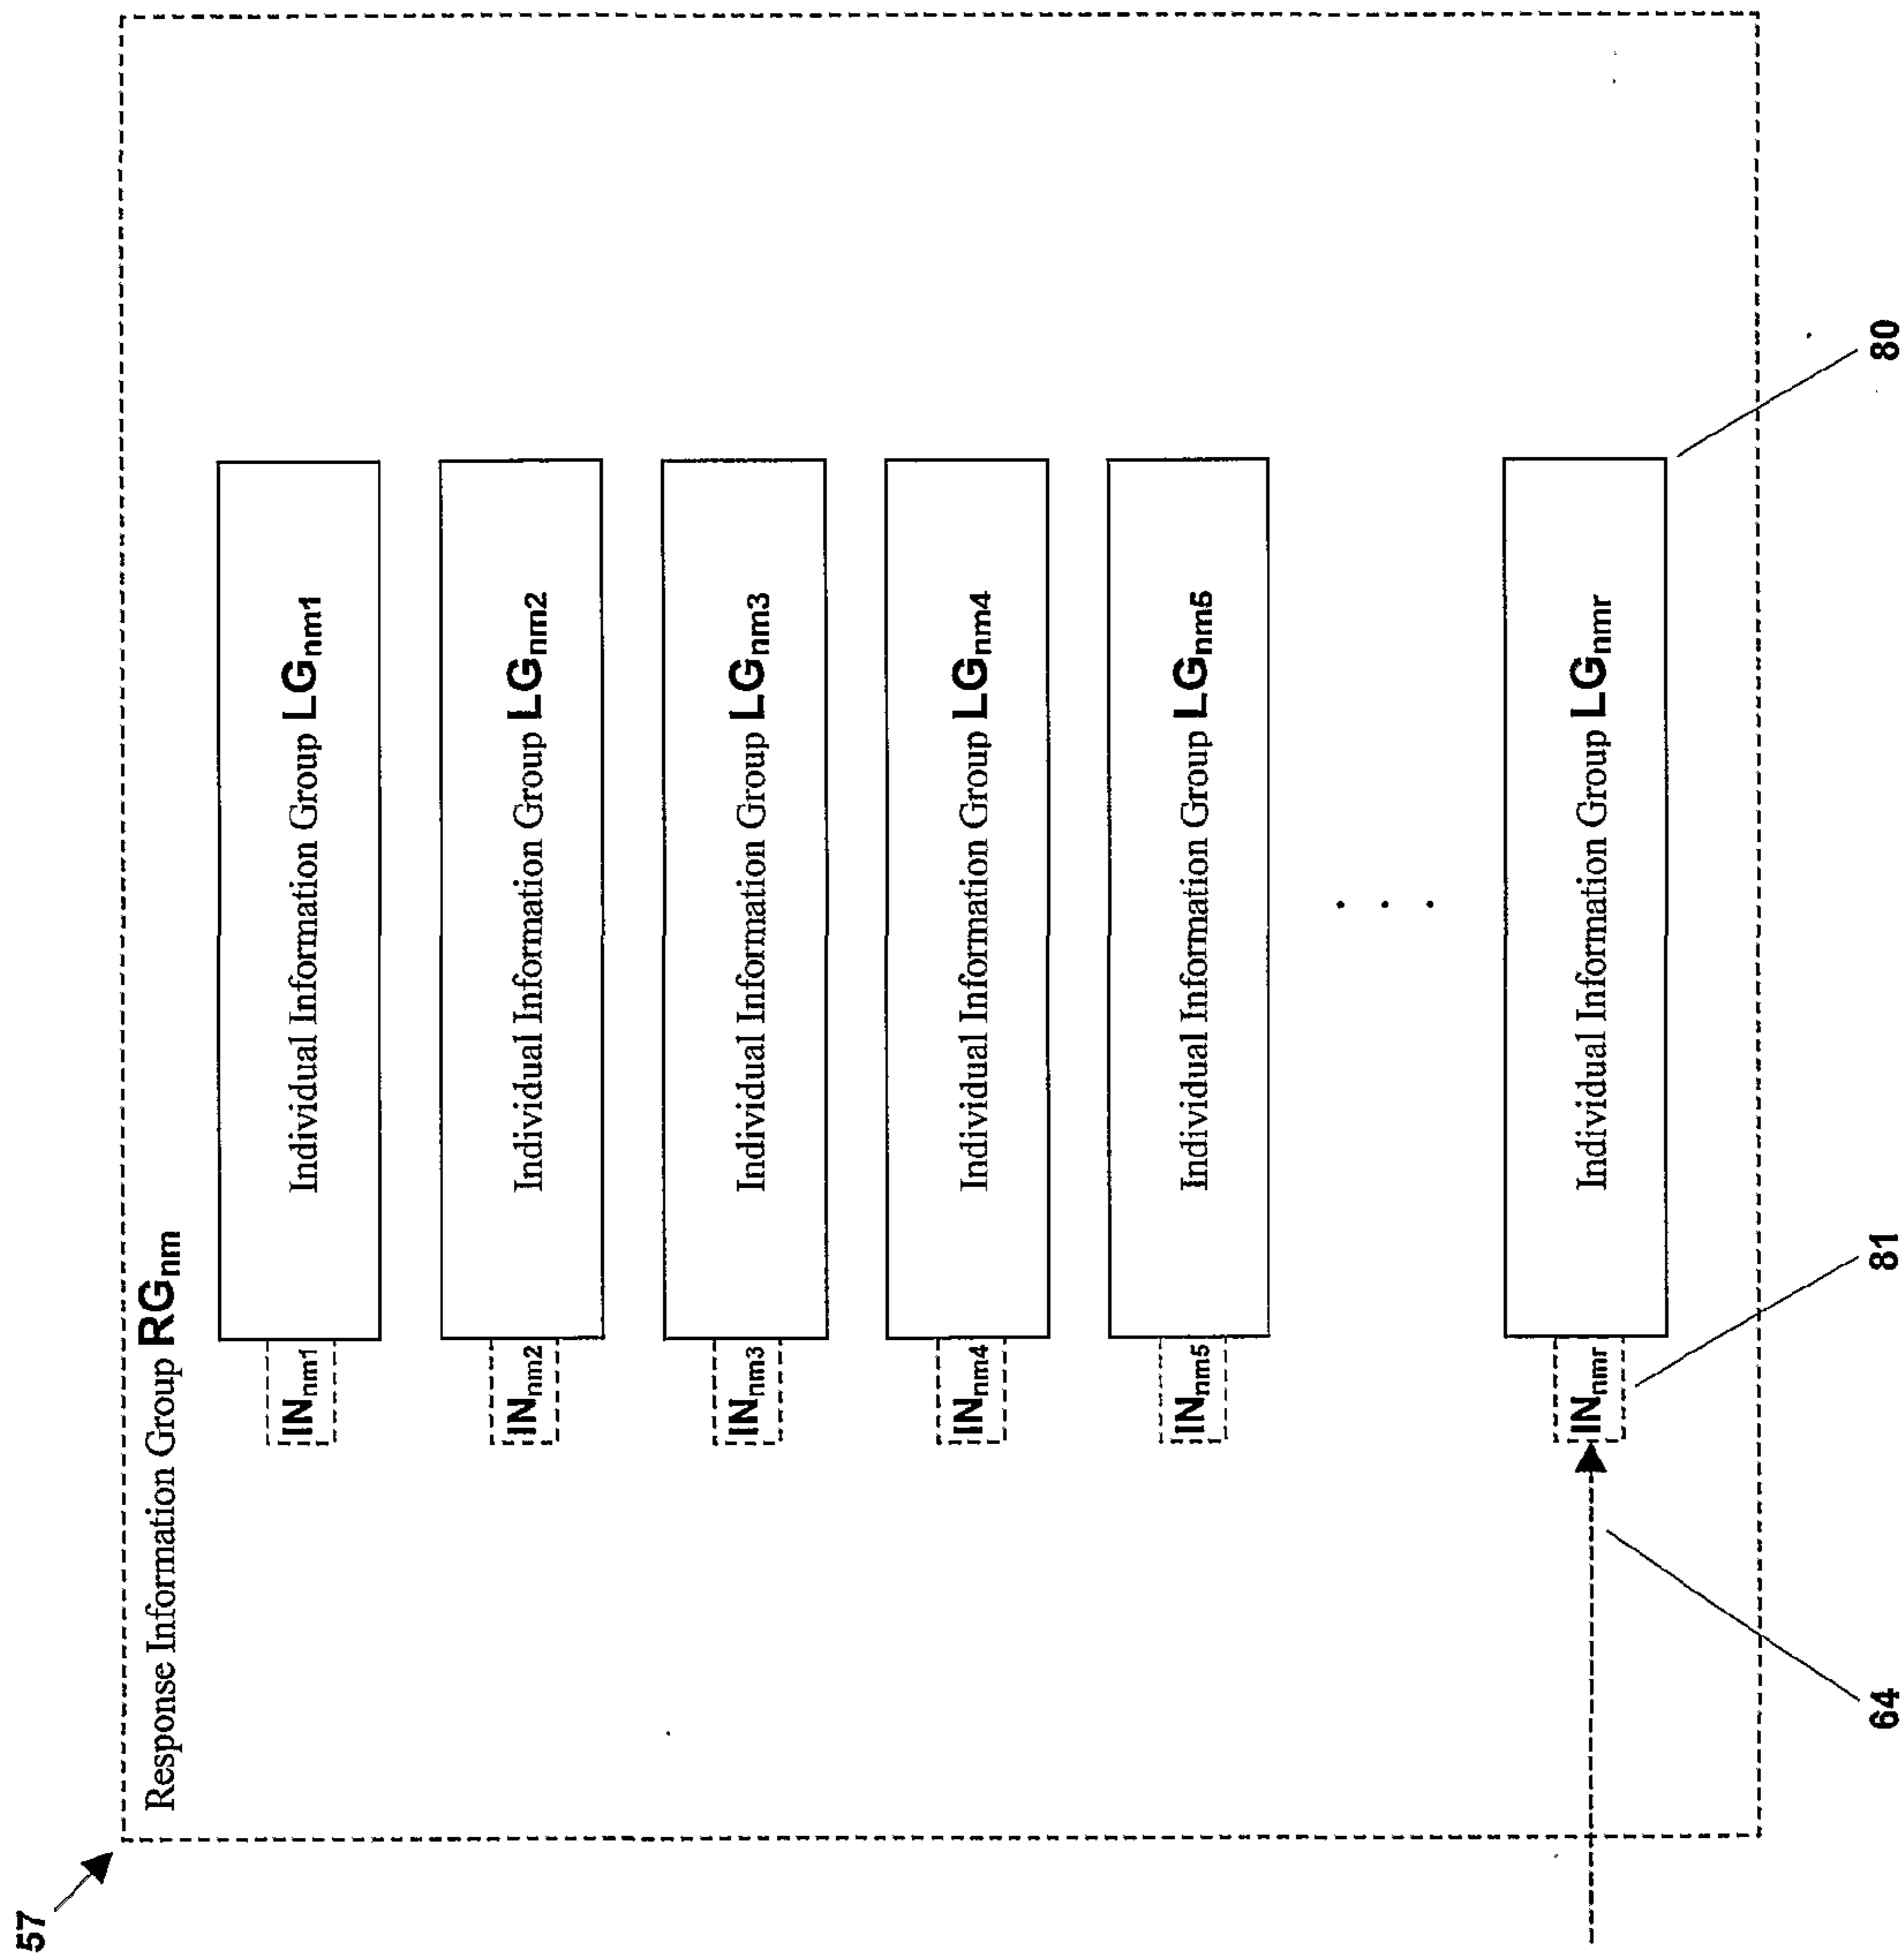 57
Response Information Group RGnm
INnm1 Individual Information Group LGnm1
INnm2 Individual Information Group LGnm2
INnm3 Individual Information Group LGnm3
INnm4 Individual Information Group LGnm4
INnm5 Individual Information Group LGnm5
. . .
INnmr Individual Information Group LGnmr
64
81
80